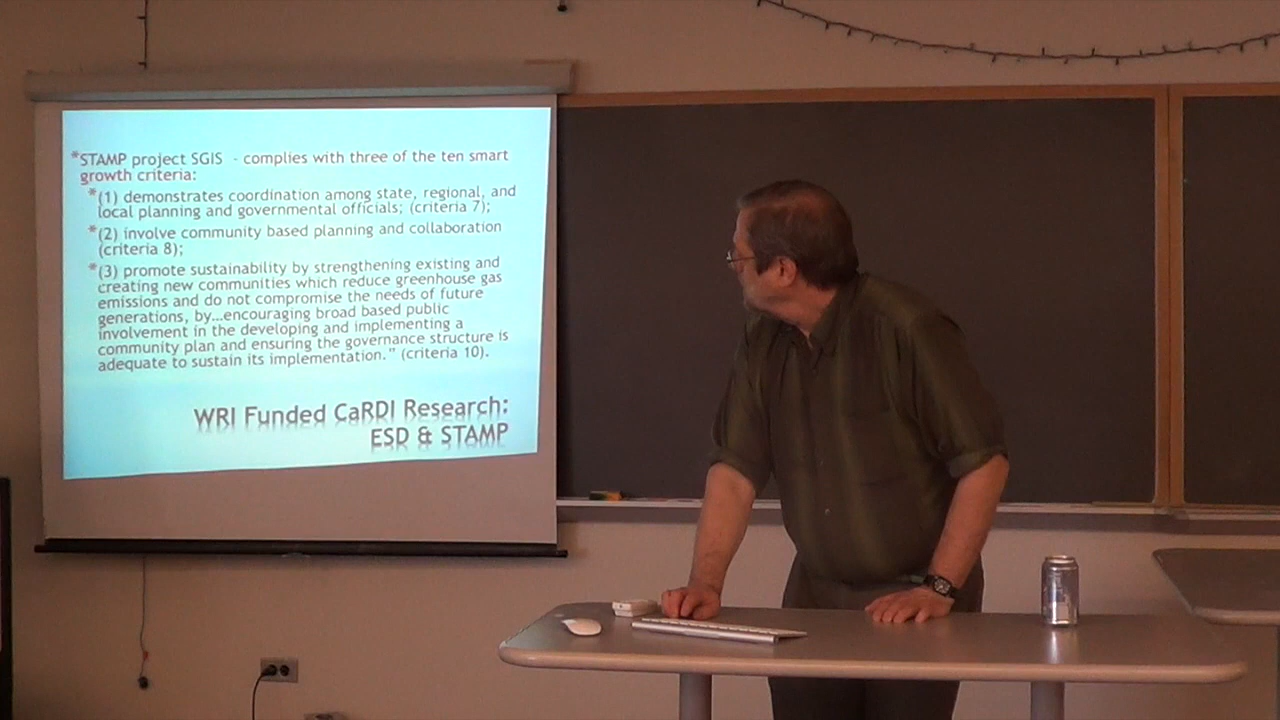 *STAMP project SGIS - complies with three of the ten smart
growth criteria:
*(1) demonstrates coordination among state, regional, and
local planning and governmental officials; (criteria 7);
*(2) involve community based planning and collaboration
(criteria 8);
*(3) promote sustainability by strengthening existing and
creating new communities which reduce greenhouse gas
emissions and do not compromise the needs of future
generations, by…encouraging broad based public
involvement in the developing and implementing a
community plan and ensuring the governance structure is
adequate to sustain its implementation.” (criteria 10).
WRI Funded CaRDI Research:
ESD & STAMP